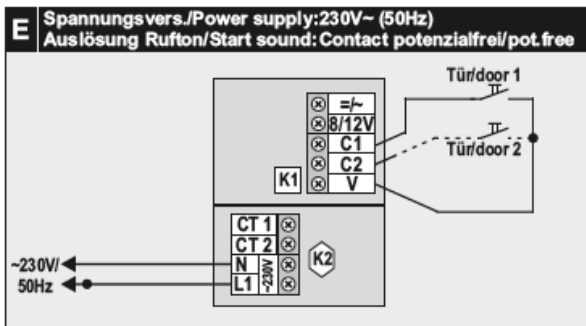 E
Spannungsvers./Power supply:230V~ (50Hz)
Auslösung Rufton/Start sound:Contact potenzialfrei/pot.free
Tür/door 1
=/~
8/12V
C1
C2
Tür/door 2
K1
V
CT 1
CT 2
K2
~230V/
N
~230V
50Hz
L1